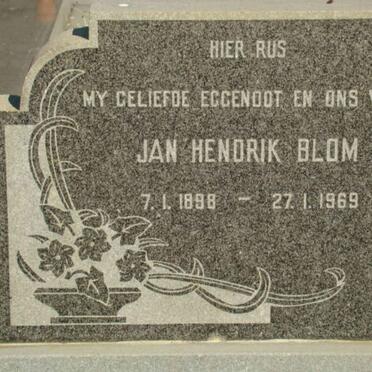 HIER RUS
MY GELIEFDE EGGENOOT EN ONS
JAN HENDRIK BLOM
7.1.1898 - 27.1.1969